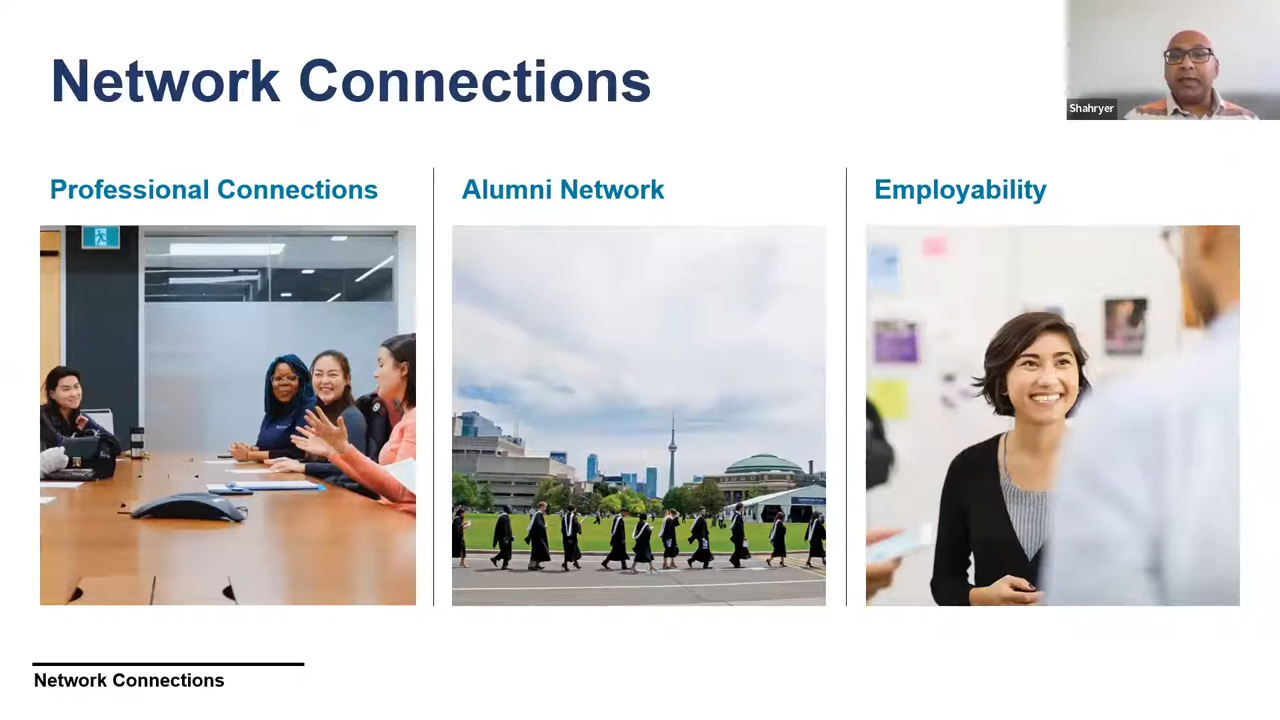 Network Connections
Shahryer
Professional Connections
Alumni Network
Employability
Network Connections